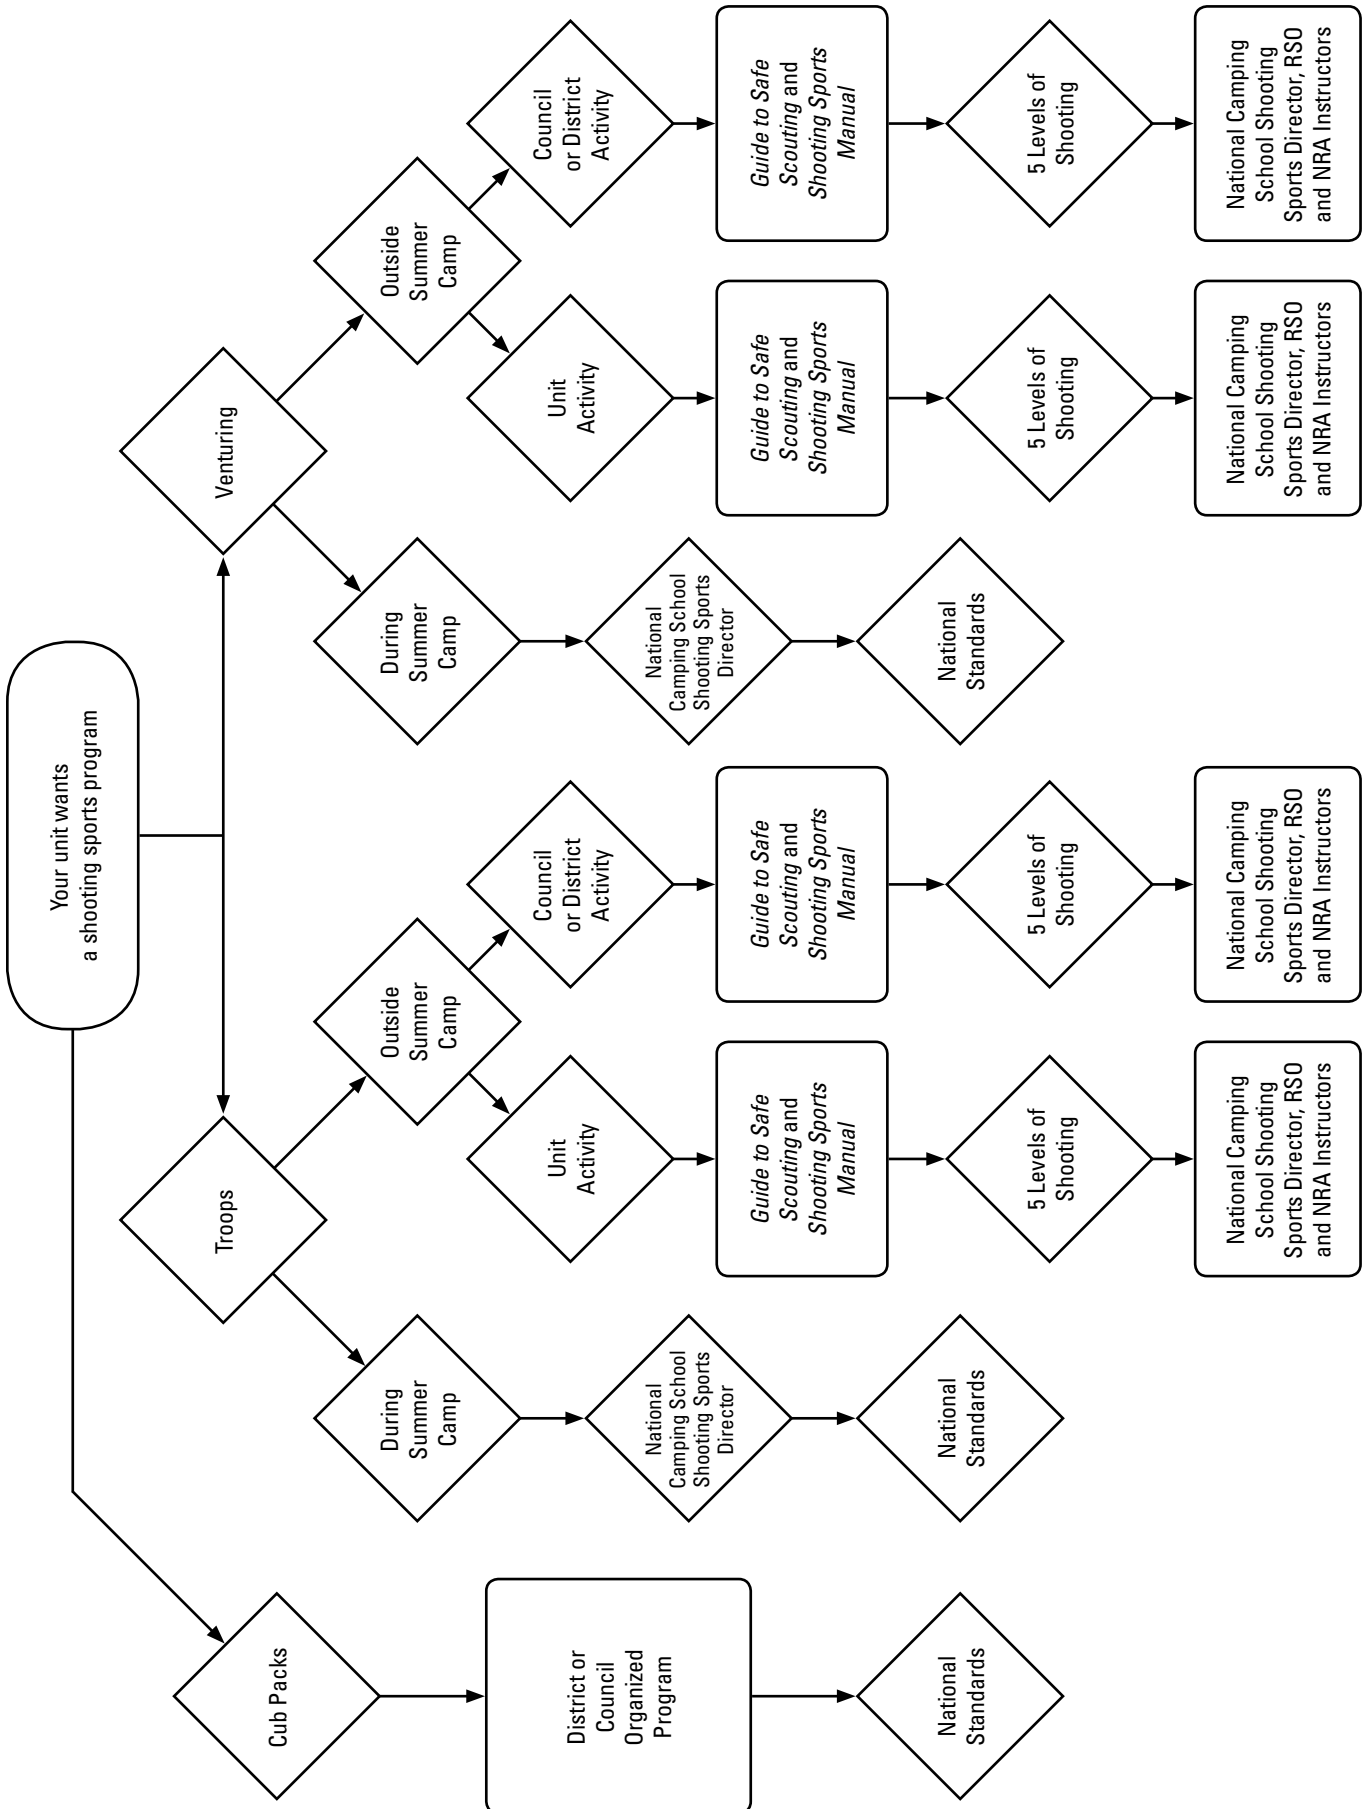 Your unit wants
a shooting sports program
Cub Packs
District or
Council
Organized
Program
National
Standards
Troops
During
Summer
Camp
National
Camping School
Shooting Sports
Director
National
Standards
Outside
Summer
Camp
Unit
Activity
Guide to Safe
Scouting and
Shooting Sports
Manual
5 Levels of
Shooting
National Camping
School Shooting
Sports Director, RSO
and NRA Instructors
Council
or District
Activity
Guide to Safe
Scouting and
Shooting Sports
Manual
5 Levels of
Shooting
National Camping
School Shooting
Sports Director, RSO
and NRA Instructors
Venturing
During
Summer
Camp
National
Camping School
Shooting Sports
Director
National
Standards
Outside
Summer
Camp
Unit
Activity
Guide to Safe
Scouting and
Shooting Sports
Manual
5 Levels of
Shooting
National Camping
School Shooting
Sports Director, RSO
and NRA Instructors
Council
or District
Activity
Guide to Safe
Scouting and
Shooting Sports
Manual
5 Levels of
Shooting
National Camping
School Shooting
Sports Director, RSO
and NRA Instructors